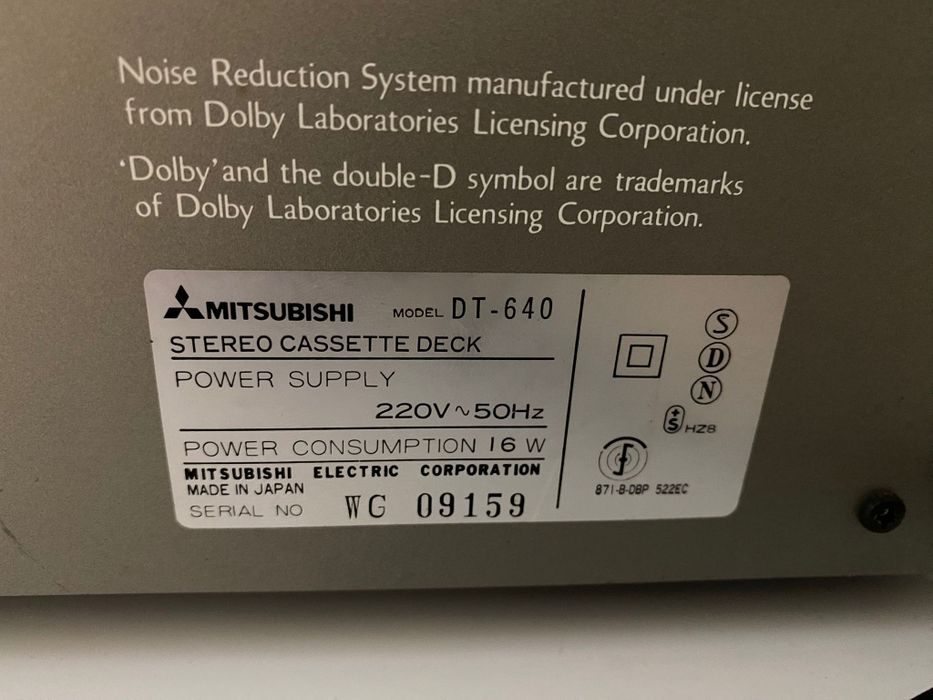 Noise Reduction System manufactured under license
from Dolby Laboratories Licensing Corporation.
'Dolby' and the double-D symbol are trademarks
of Dolby Laboratories Licensing Corporation.
MITSUBISHI MODEL DT-640
STEREO CASSETTE DECK
POWER SUPPLY
220V~50Hz
POWER CONSUMPTION 16 W
MITSUBISHI ELECTRIC CORPORATION
MADE IN JAPAN
SERIAL NO WG 09159
S
D
N
+S HZ8
871-B-DBP 522EC